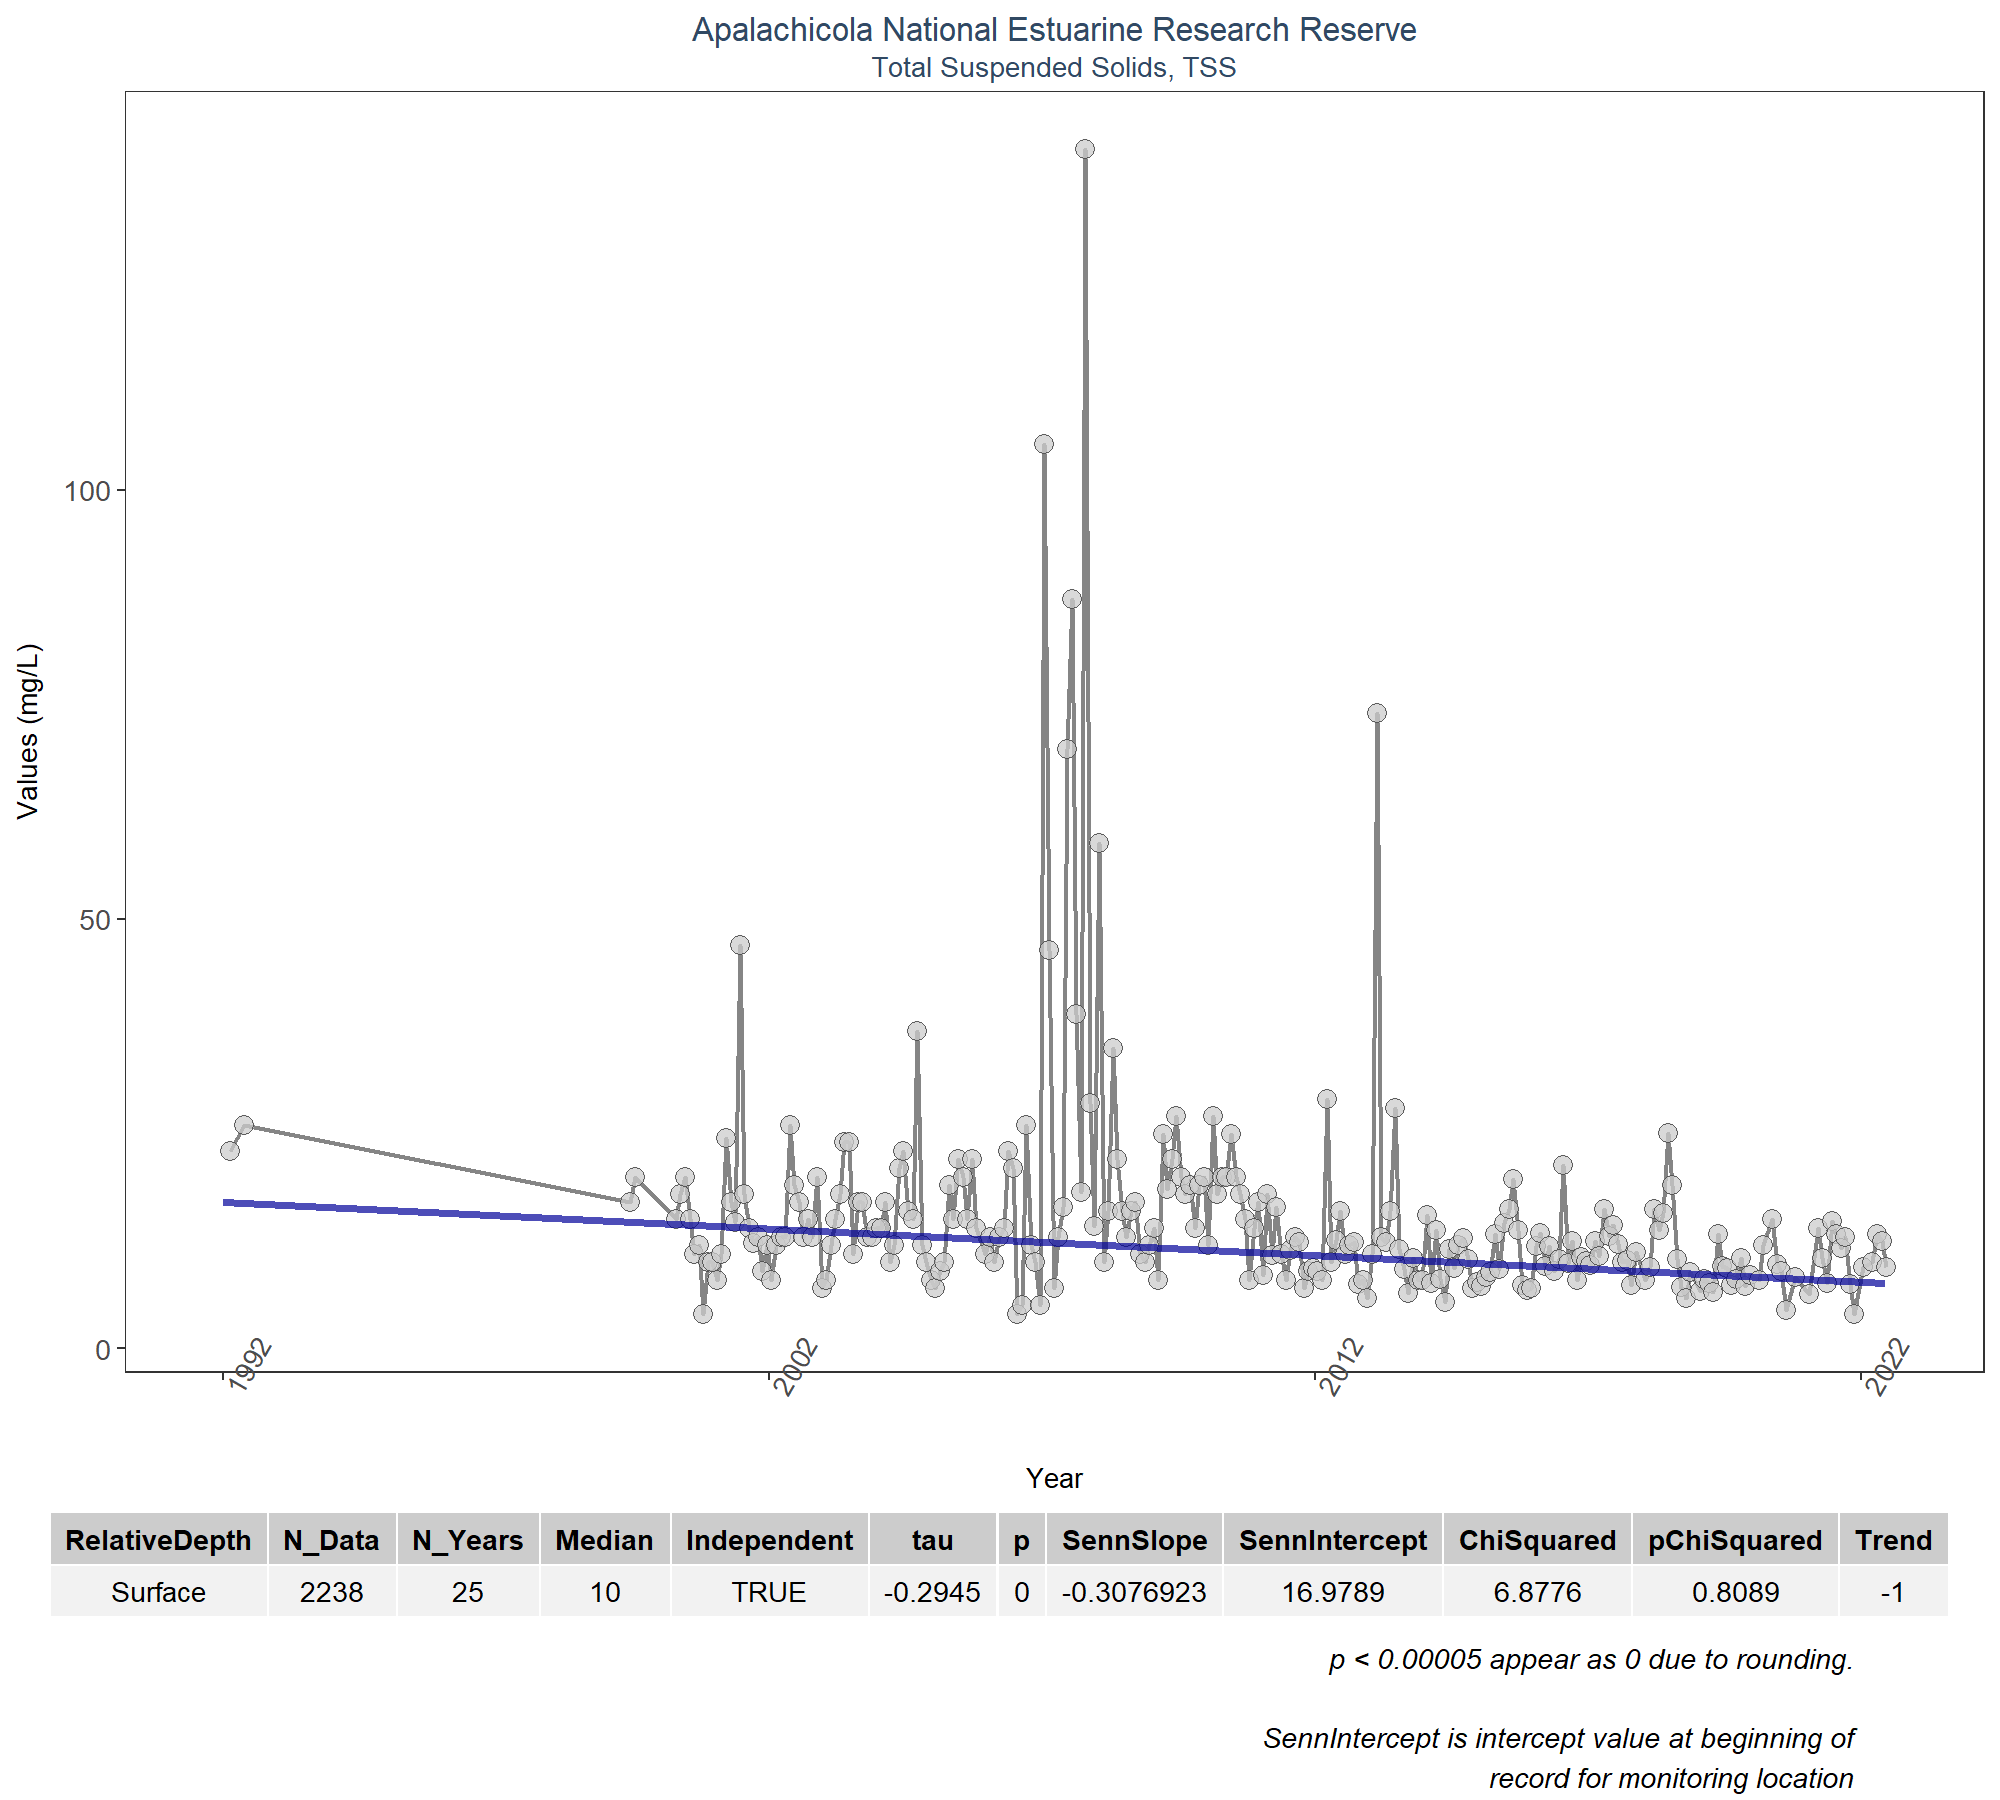 Apalachicola National Estuarine Research Reserve
Total Suspended Solids, TSS
Values (mg/L)
100
50
0
1992 2002 2012 2022
Year
RelativeDepth N_Data N_Years Median Independent tau p SennSlope SennIntercept ChiSquared pChiSquared Trend
Surface 2238 25 10 TRUE -0.2945 0 -0.3076923 16.9789 6.8776 0.8089 -1
p < 0.00005 appear as 0 due to rounding.
SennIntercept is intercept value at beginning of
record for monitoring location